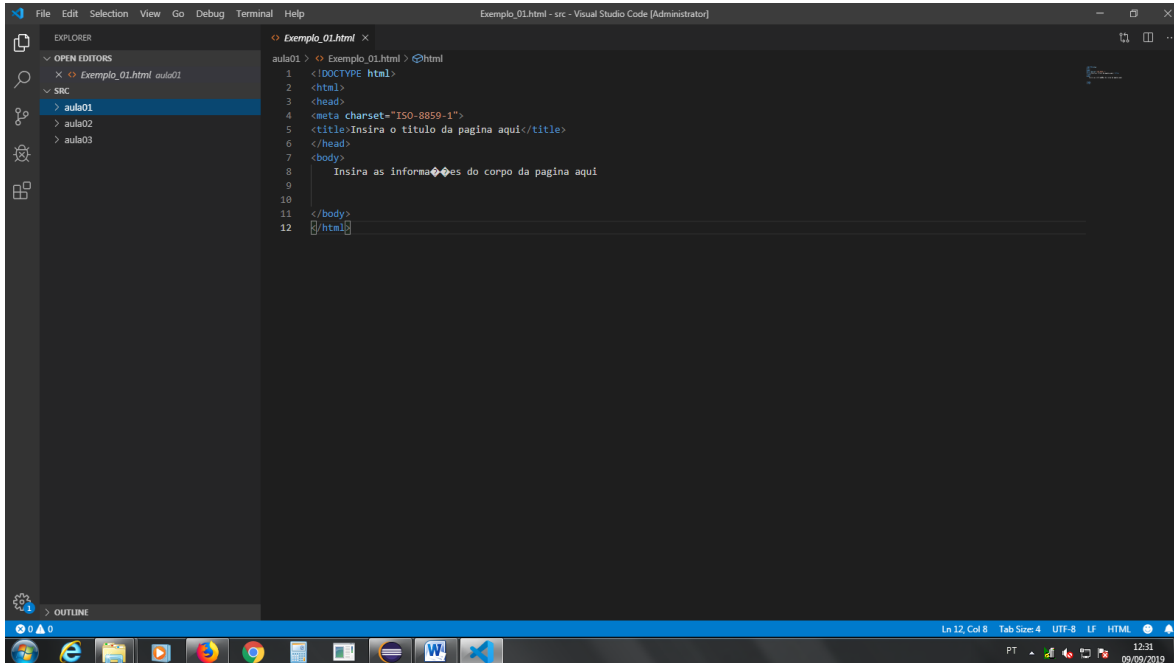 File Edit Selection View Go Debug Terminal Help
Exemplo_01.html - src - Visual Studio Code [Administrator]
EXPLORER
OPEN EDITORS
Exemplo_01.html aula01
SRC
aula01
aula02
aula03
OUTLINE
Exemplo_01.html
aula01 > Exemplo_01.html > html
1 <!DOCTYPE html>
2 <html>
3 <head>
4 <meta charset="ISO-8859-1">
5 <title>Insira o titulo da pagina aqui</title>
6 </head>
7 <body>
8 Insira as informa��es do corpo da pagina aqui
9
10
11 </body>
12 </html>
1
0 0
Ln 12, Col 8 Tab Size: 4 UTF-8 LF HTML
PT
12:31
09/09/2019